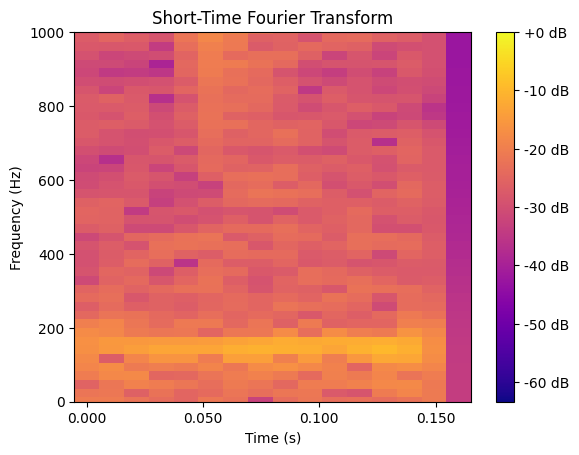 Short-Time Fourier Transform
Frequency (Hz)
1000
800
600
400
200
0
0.000
0.050
0.100
0.150
Time (s)
+0 dB
-10 dB
-20 dB
-30 dB
-40 dB
-50 dB
-60 dB